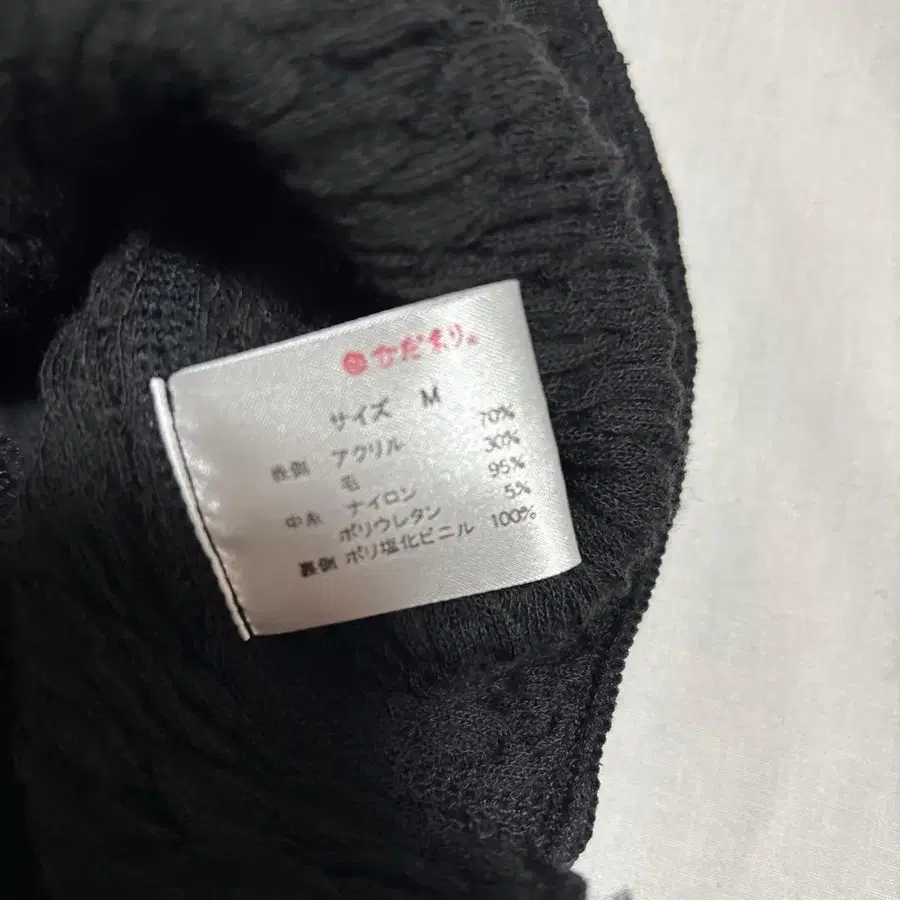 ひだまり®
サイズ M
表側 アクリル 70%
毛 30%
中糸 ナイロン 95%
ポリウレタン 5%
裏側 ポリ塩化ビニル 100%